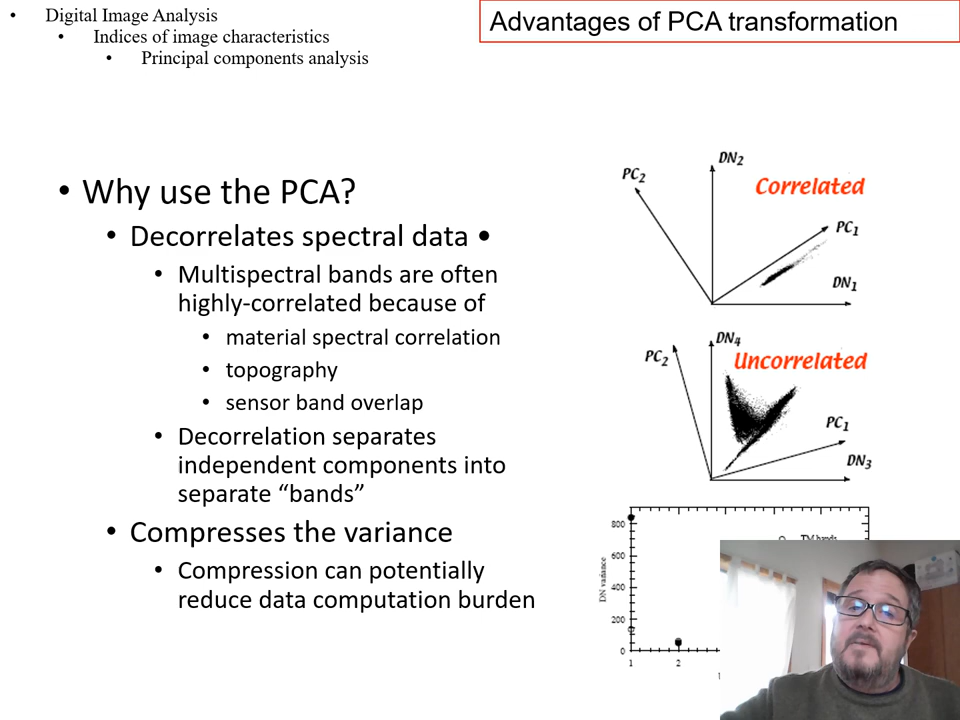 • Digital Image Analysis
• Indices of image characteristics
• Principal components analysis
Advantages of PCA transformation
• Why use the PCA?
• Decorrelates spectral data •
• Multispectral bands are often
highly-correlated because of
• material spectral correlation
• topography
• sensor band overlap
• Decorrelation separates
independent components into
separate “bands”
• Compresses the variance
• Compression can potentially
reduce data computation burden
DN2
PC2
Correlated
PC1
DN1
DN4
PC2
Uncorrelated
PC1
DN3
800
600
400
200
0
DN variance
1 2